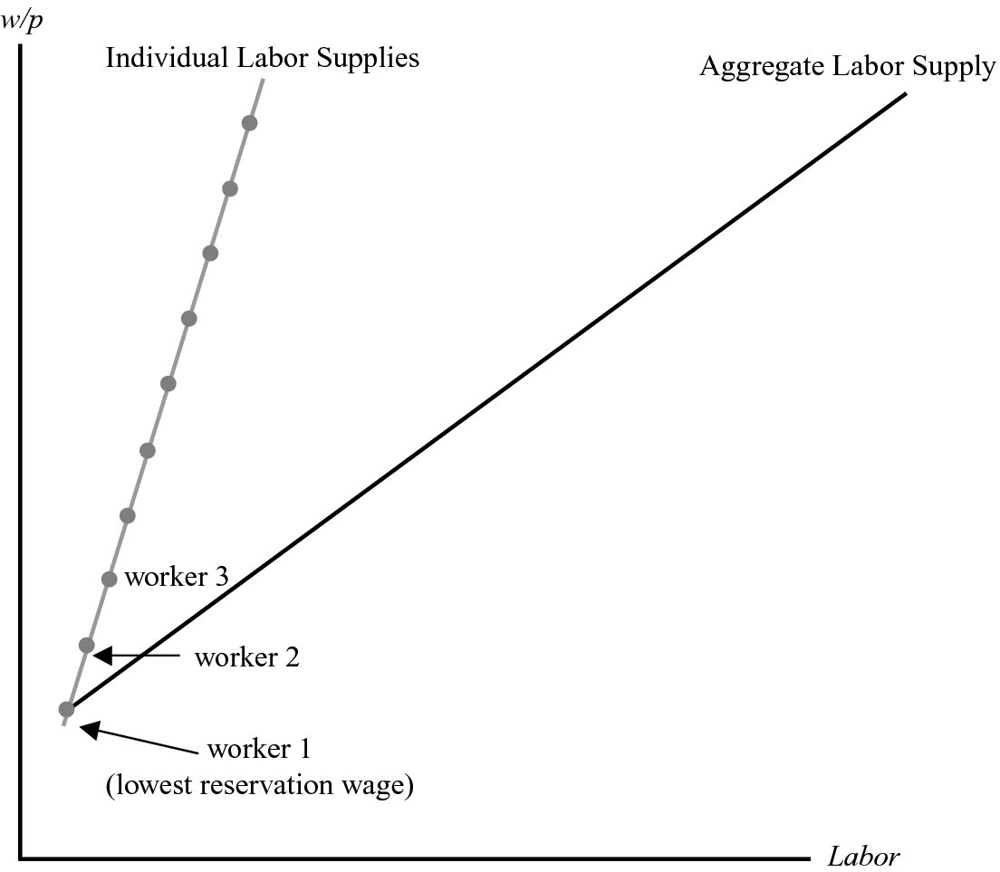 w/p
Individual Labor Supplies
Aggregate Labor Supply
worker 3
worker 2
worker 1
(lowest reservation wage)
Labor